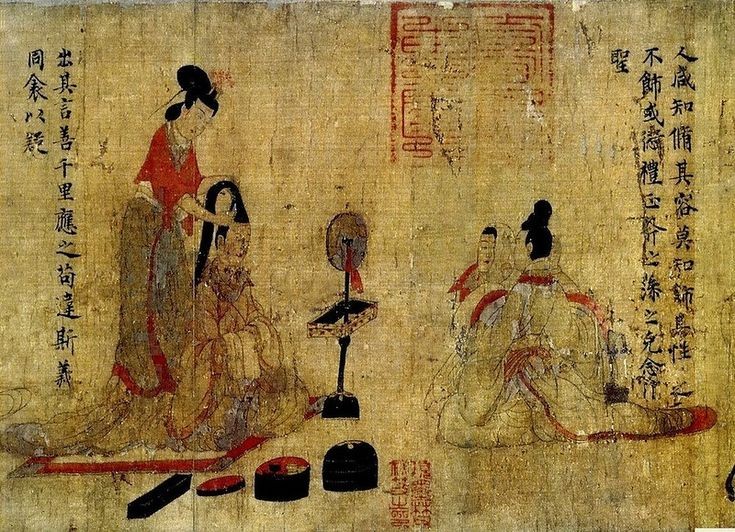 人咸知脩其容莫知飾其性
不飾或愆禮正斧之藻之克念作
聖
出其言善千里應之苟違斯義
同衾以疑